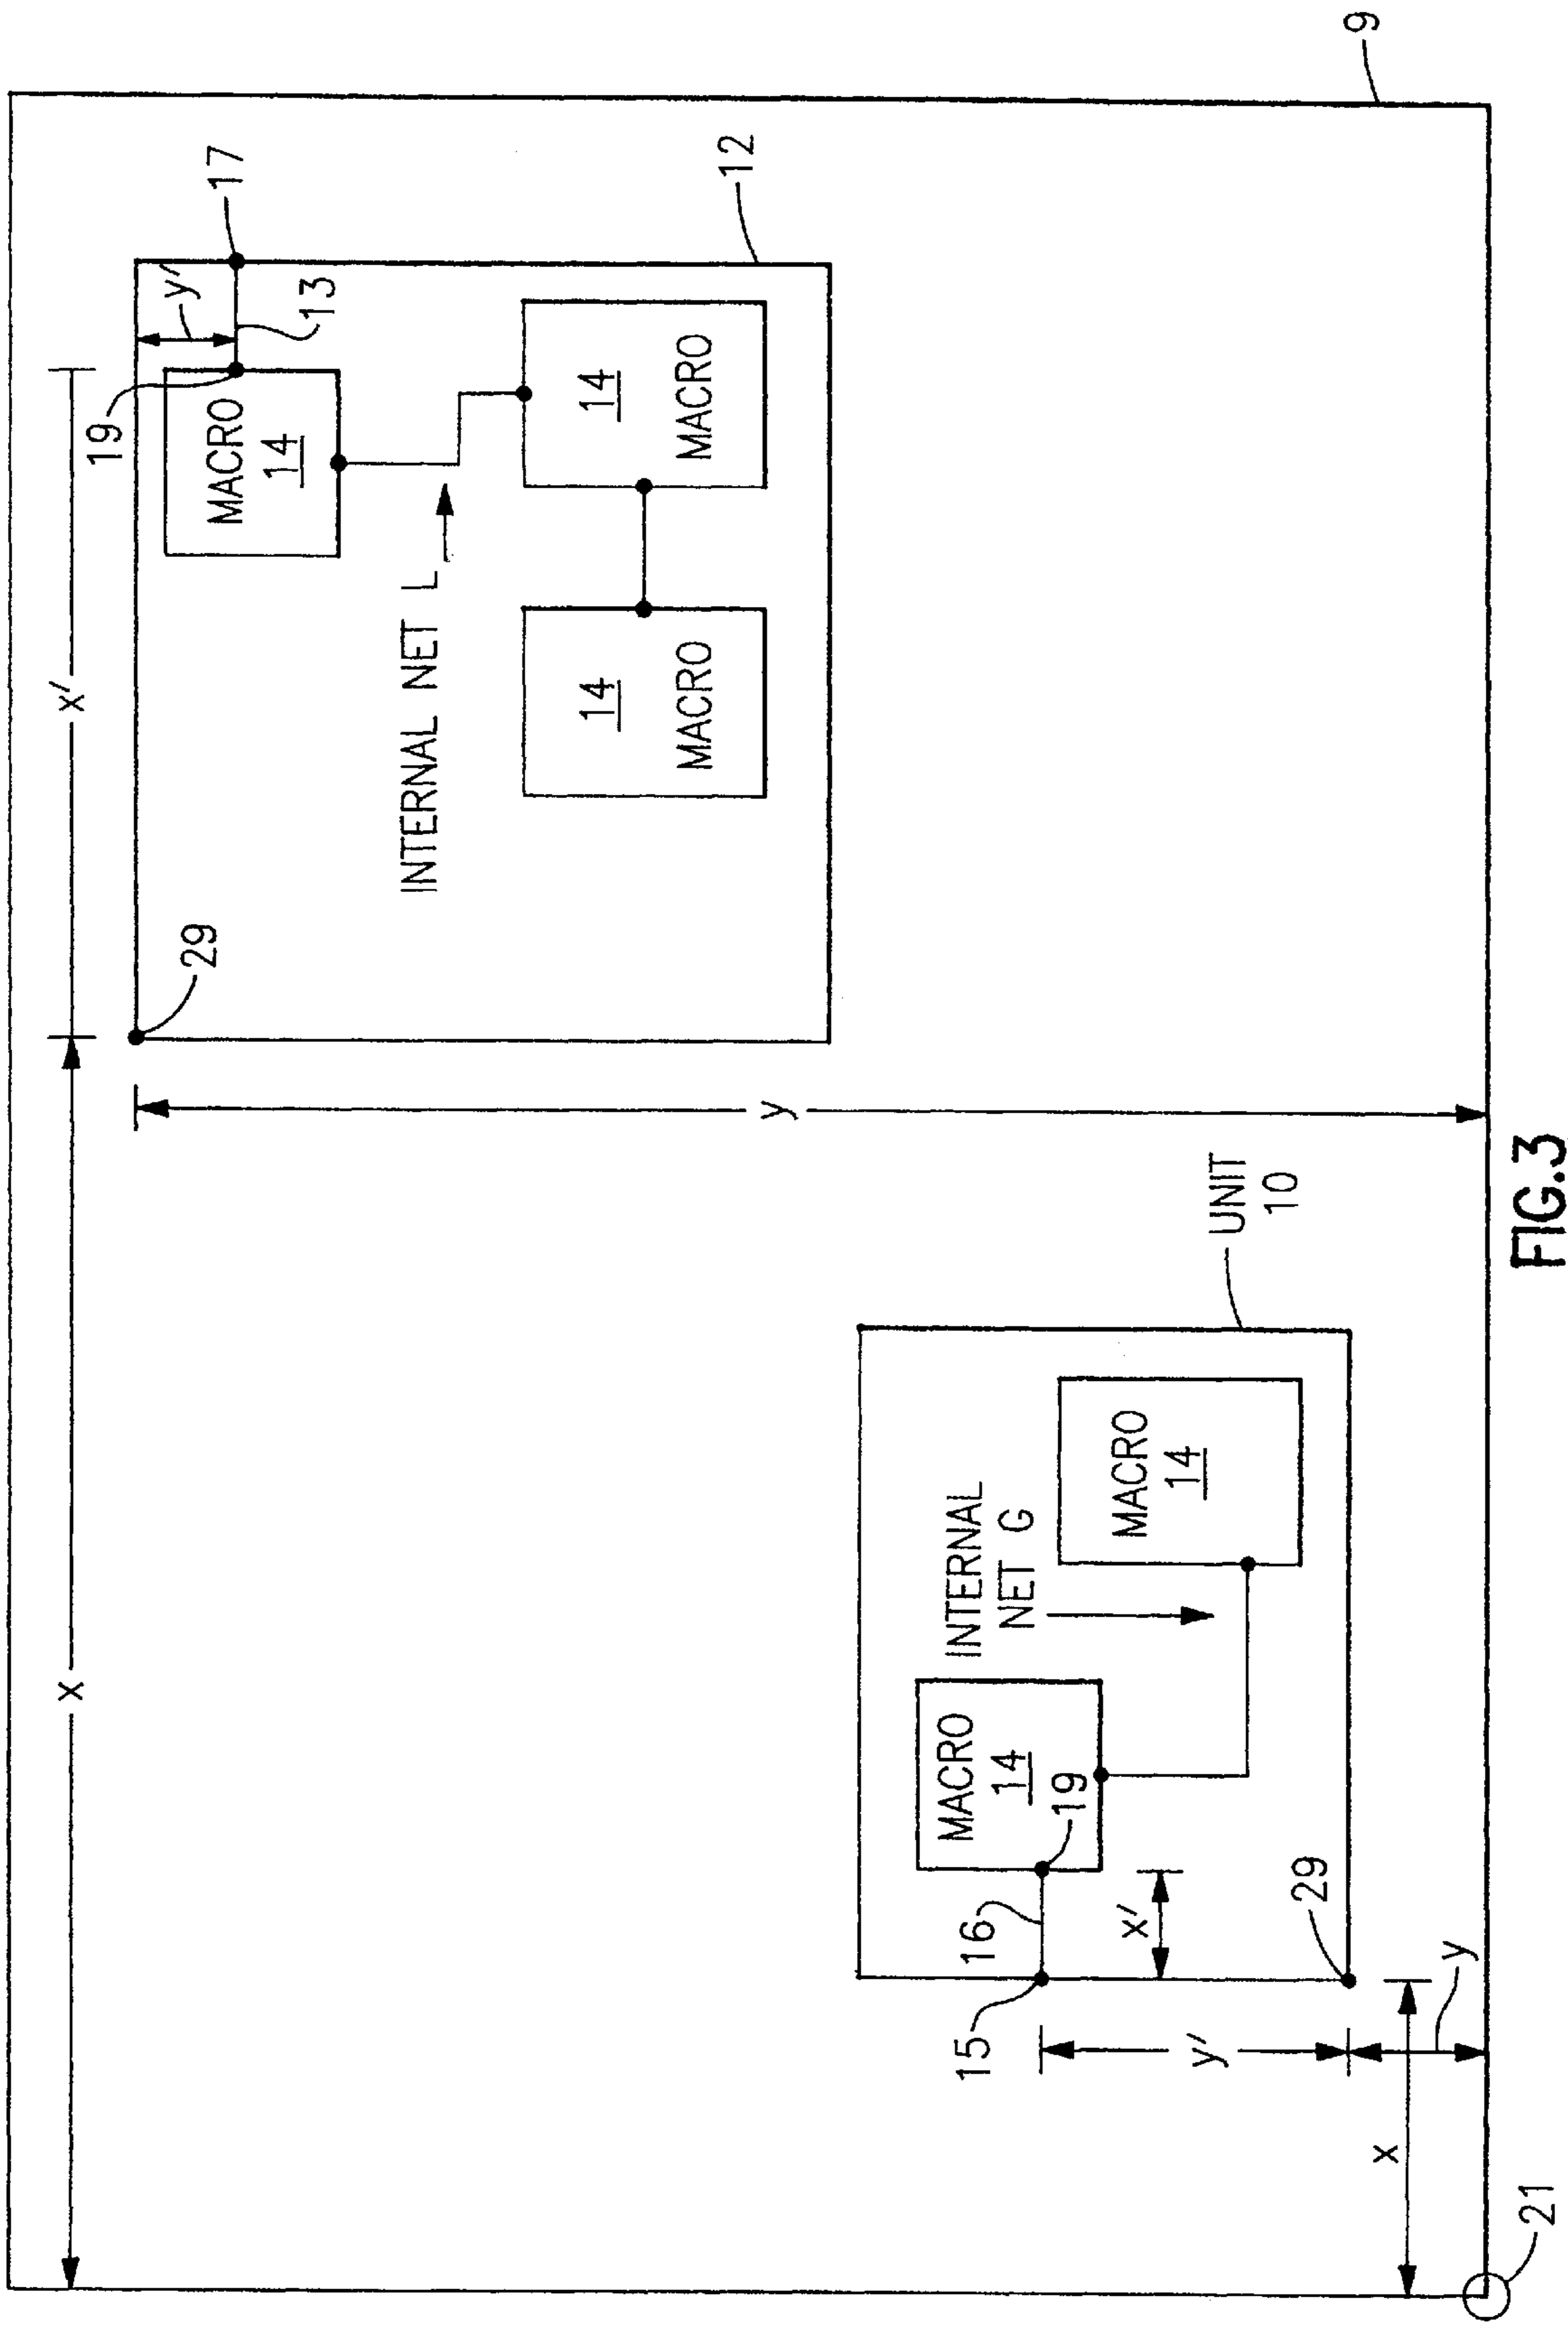 9
17
12
y'
13
19
MACRO
14
14
MACRO
14
MACRO
INTERNAL NET L
x'
29
y
x
UNIT
10
MACRO
14
INTERNAL
NET G
MACRO
14
19
16
x'
15
y'
29
y
x
21
FIG.3